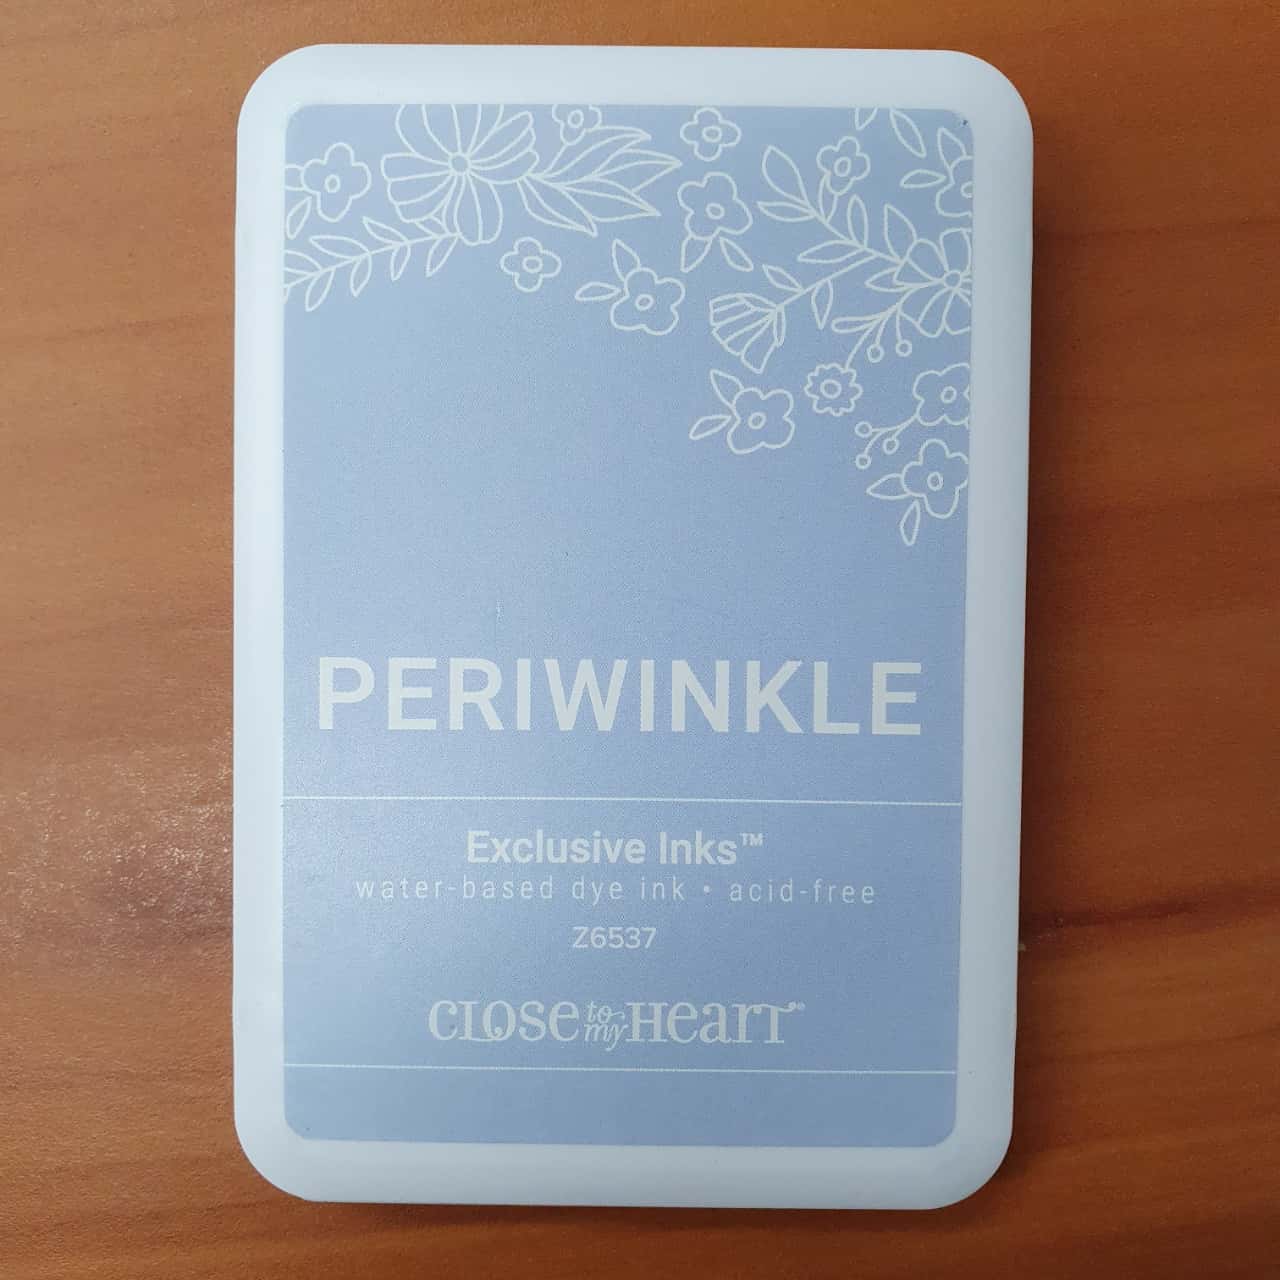 PERIWINKLE
Exclusive Inks™
water-based dye ink • acid-free
Z6537
CLOSE to my HEART®